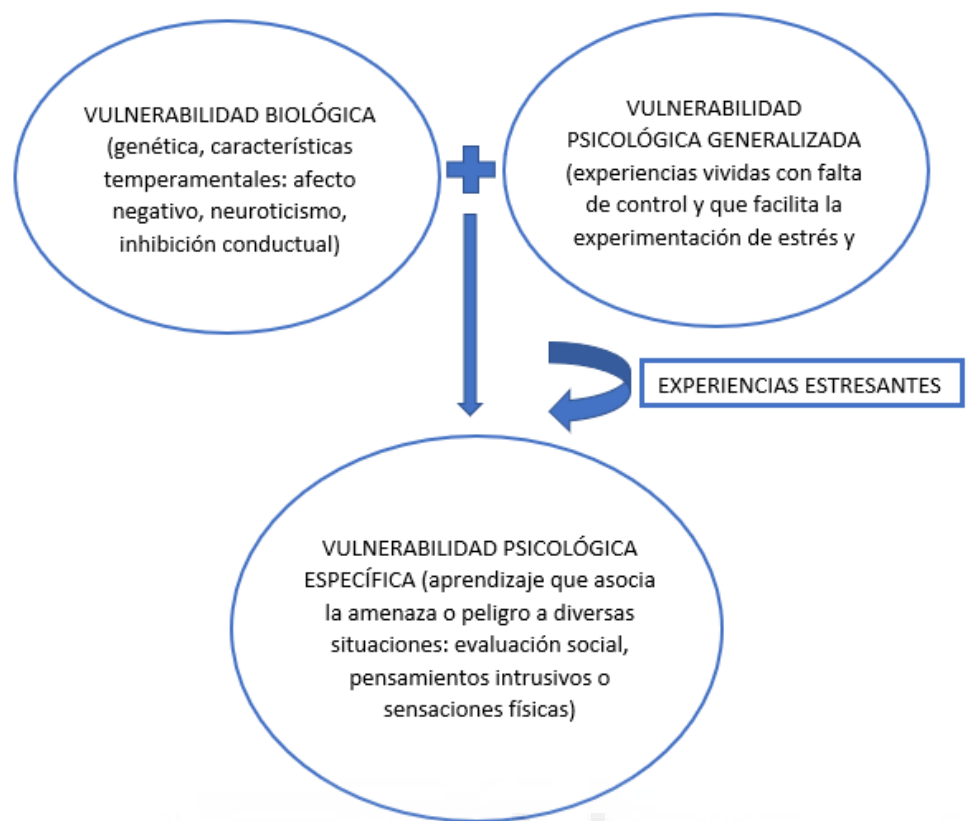 VULNERABILIDAD BIOLÓGICA
(genética, características
temperamentales: afecto
negativo, neuroticismo,
inhibición conductual)
VULNERABILIDAD
PSICOLÓGICA GENERALIZADA
(experiencias vividas con falta
de control y que facilita la
experimentación de estrés y
EXPERIENCIAS ESTRESANTES
VULNERABILIDAD PSICOLÓGICA
ESPECÍFICA (aprendizaje que asocia
la amenaza o peligro a diversas
situaciones: evaluación social,
pensamientos intrusivos o
sensaciones físicas)